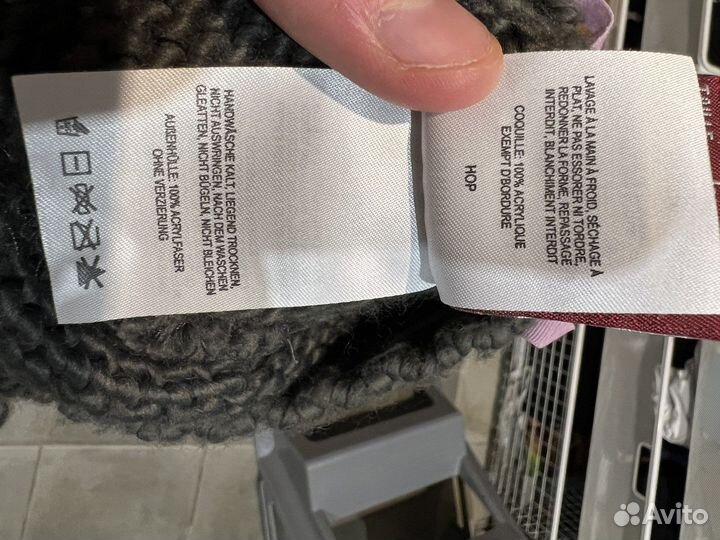 HANDWÄSCHE KALT, LIEGEND TROCKNEN,
NICHT AUSWRINGEN, NACH DEM WASCHEN
GLEATTEN, NICHT BÜGELN, NICHT BLEICHEN
AUßENHÜLLE: 100% ACRYLFASER
OHNE VERZIERUNG
LAVAGE À LA MAIN À FROID, SÉCHAGE À
PLAT, NE PAS ESSORER NI TORDRE,
REDONNER LA FORME, REPASSAGE
INTERDIT, BLANCHIMENT INTERDIT
COQUILLE: 100% ACRYLIQUE
EXEMPT D'BORDURE
HOP
TAILLE
Avito